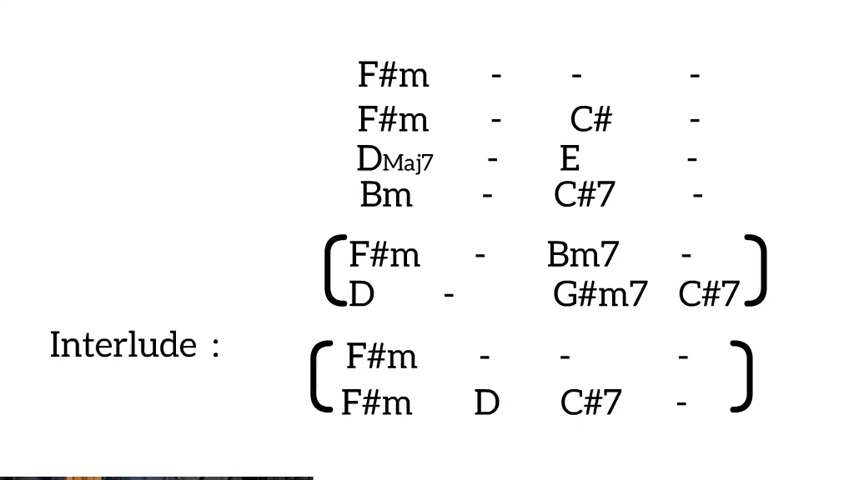 F#m - - -
F#m - C# -
DMaj7 - E -
Bm - C#7 -
F#m - Bm7 -
D - G#m7 C#7
Interlude :
F#m - - -
F#m D C#7 -